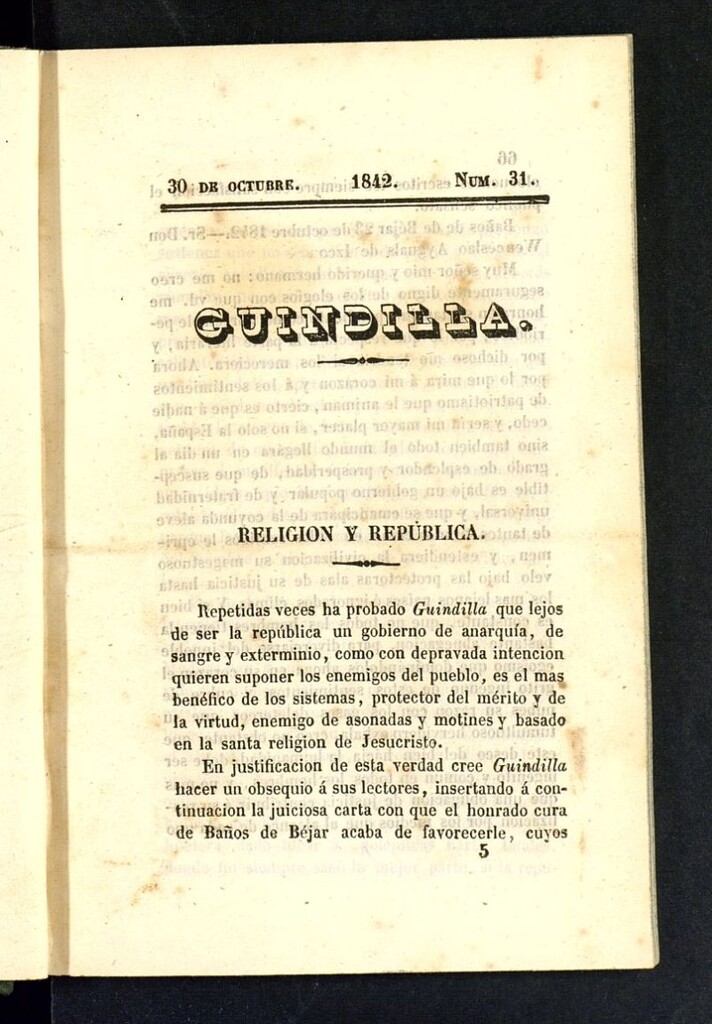 30 DE OCTUBRE. 1842. NUM. 31.
GUINDILLA.
RELIGION Y REPÚBLICA.
Repetidas veces ha probado Guindilla que lejos
de ser la república un gobierno de anarquía, de
sangre y exterminio, como con depravada intencion
quieren suponer los enemigos del pueblo, es el mas
benéfico de los sistemas, protector del mérito y de
la virtud, enemigo de asonadas y motines y basado
en la santa religion de Jesucristo.
En justificacion de esta verdad cree Guindilla
hacer un obsequio á sus lectores, insertando á con-
tinuacion la juiciosa carta con que el honrado cura
de Baños de Béjar acaba de favorecerle, cuyos
5